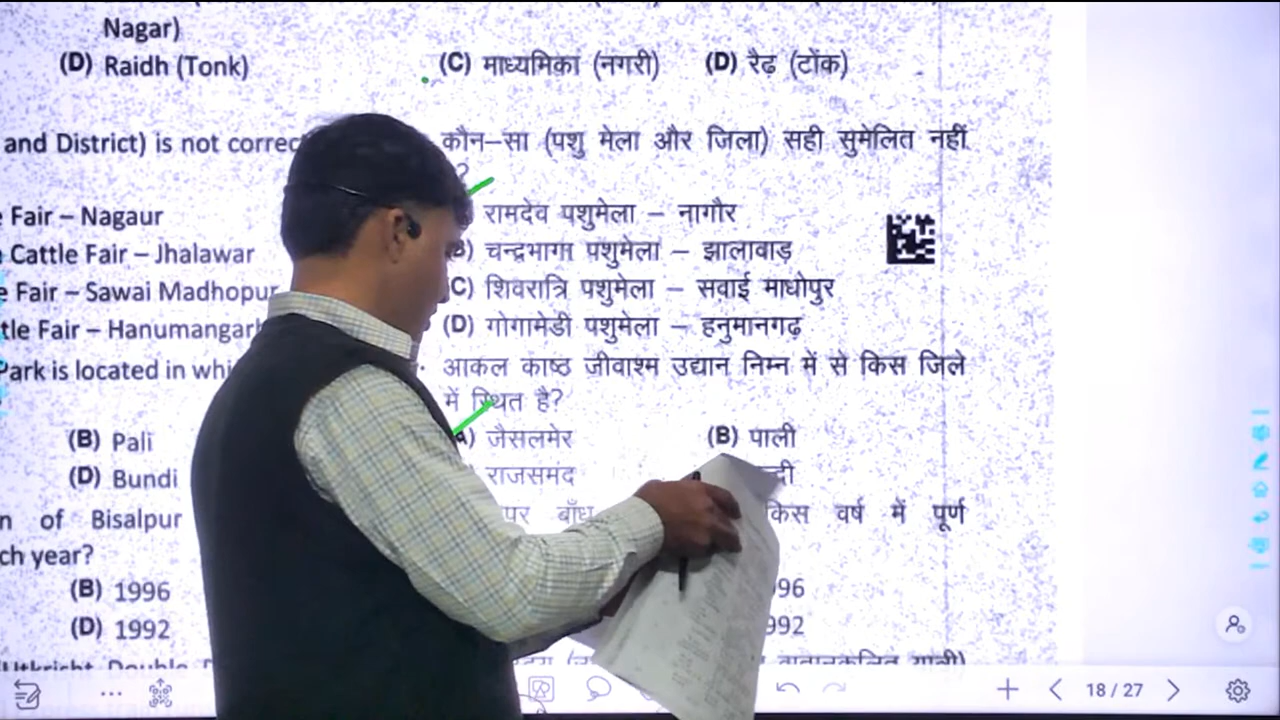 Nagar)
(D) Raidh (Tonk)
(C) माध्यमिका (नगरी) (D) रैढ़ (टोंक)
and District) is not correc
कौन–सा (पशु मेला और जिला) सही सुमेलित नहीं
?
Fair – Nagaur
रामदेव पशुमेला – नागौर
Cattle Fair – Jhalawar
चन्द्रभागा पशुमेला – झालावाड़
Fair – Sawai Madhopur
(C) शिवरात्रि पशुमेला – सवाई माधोपुर
tle Fair – Hanumangarh
(D) गोगामेडी पशुमेला – हनुमानगढ़
Park is located in whi
आकल काष्ठ जीवाश्म उद्यान निम्न में से किस जिले
में स्थित है?
(B) Pali
(A) जैसलमेर (B) पाली
(D) Bundi
राजसमंद
n of Bisalpur
बाँध किस वर्ष में पूर्ण
ch year?
(B) 1996
96
(D) 1992
992
18 / 27